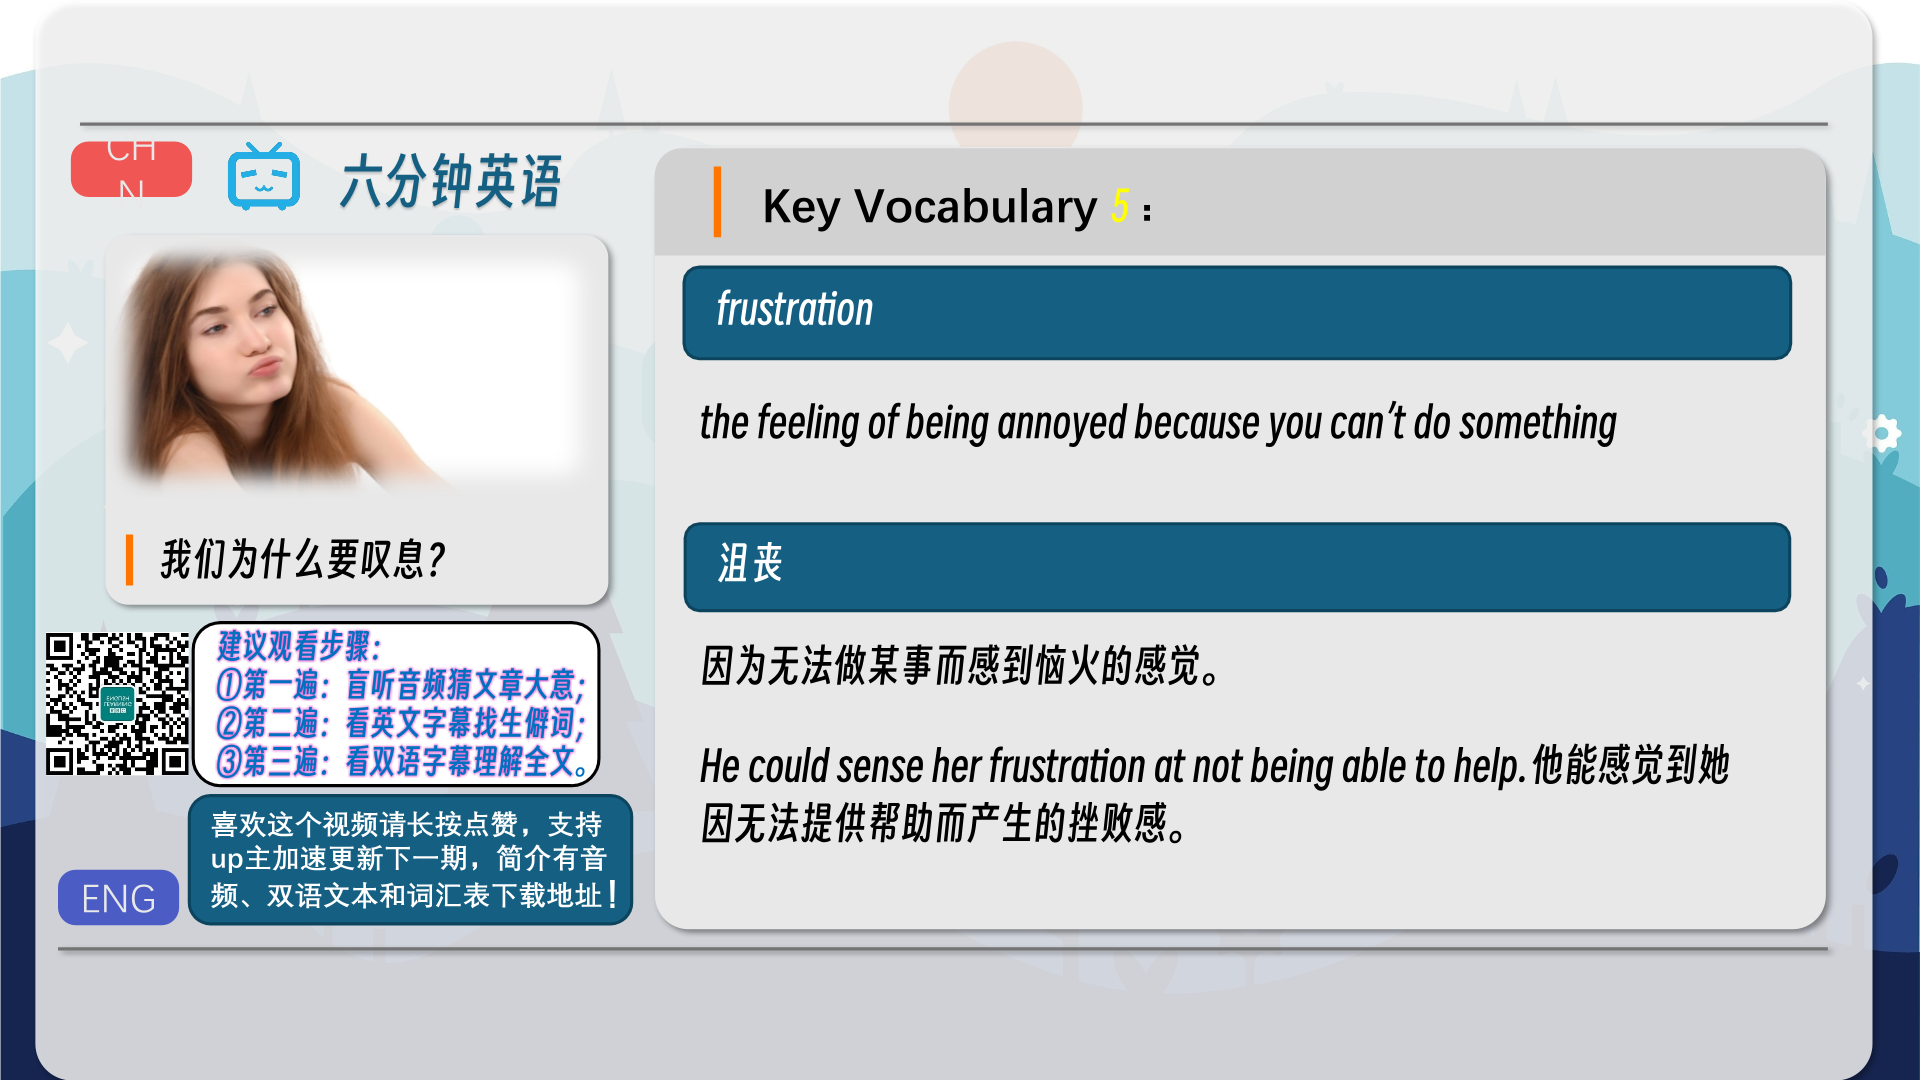 CH
N
六分钟英语
我们为什么要叹息?
建议观看步骤：
①第一遍：盲听音频猜文章大意；
②第二遍：看英文字幕找生僻词；
③第三遍：看双语字幕理解全文。
喜欢这个视频请长按点赞，支持
up主加速更新下一期，简介有音
频、双语文本和词汇表下载地址！
ENG
Key Vocabulary 5：
frustration
the feeling of being annoyed because you can’t do something
沮丧
因为无法做某事而感到恼火的感觉。
He could sense her frustration at not being able to help.他能感觉到她
因无法提供帮助而产生的挫败感。